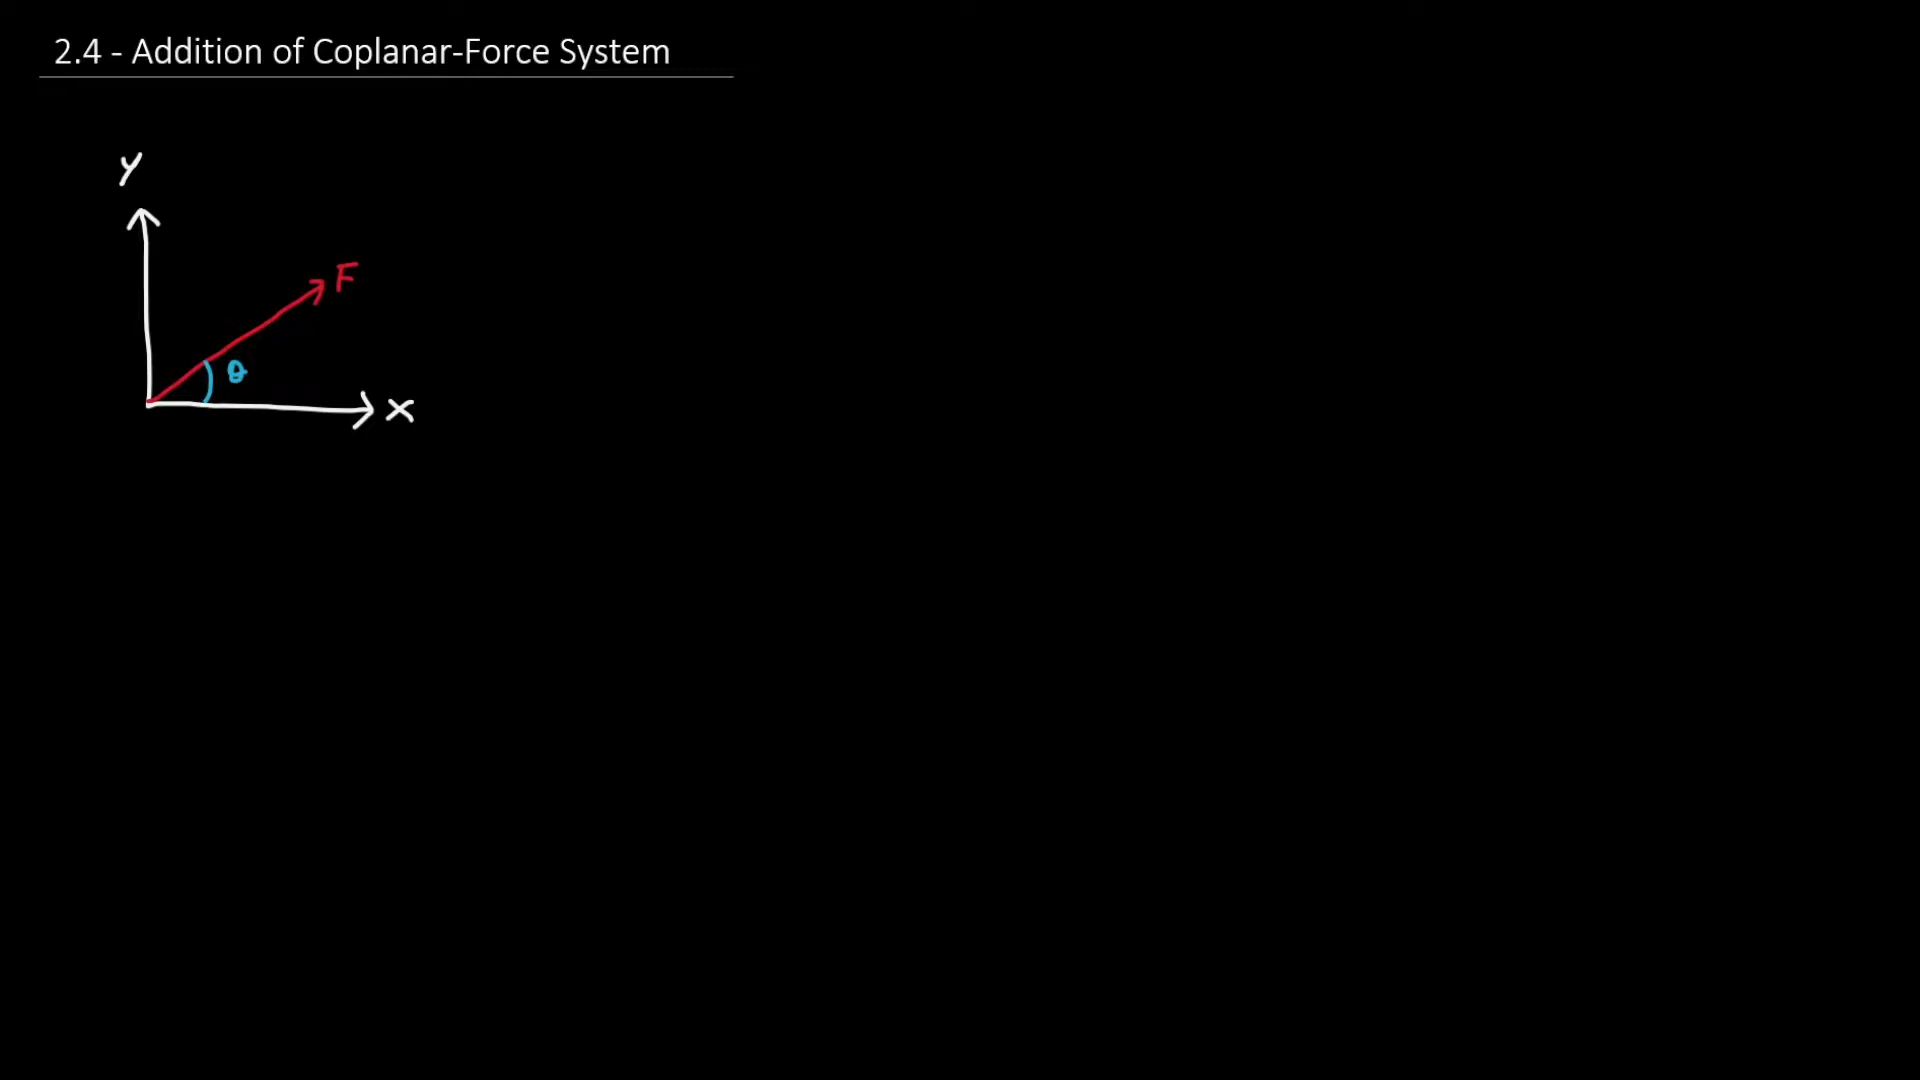 2.4 - Addition of Coplanar-Force System
y
F
θ
x